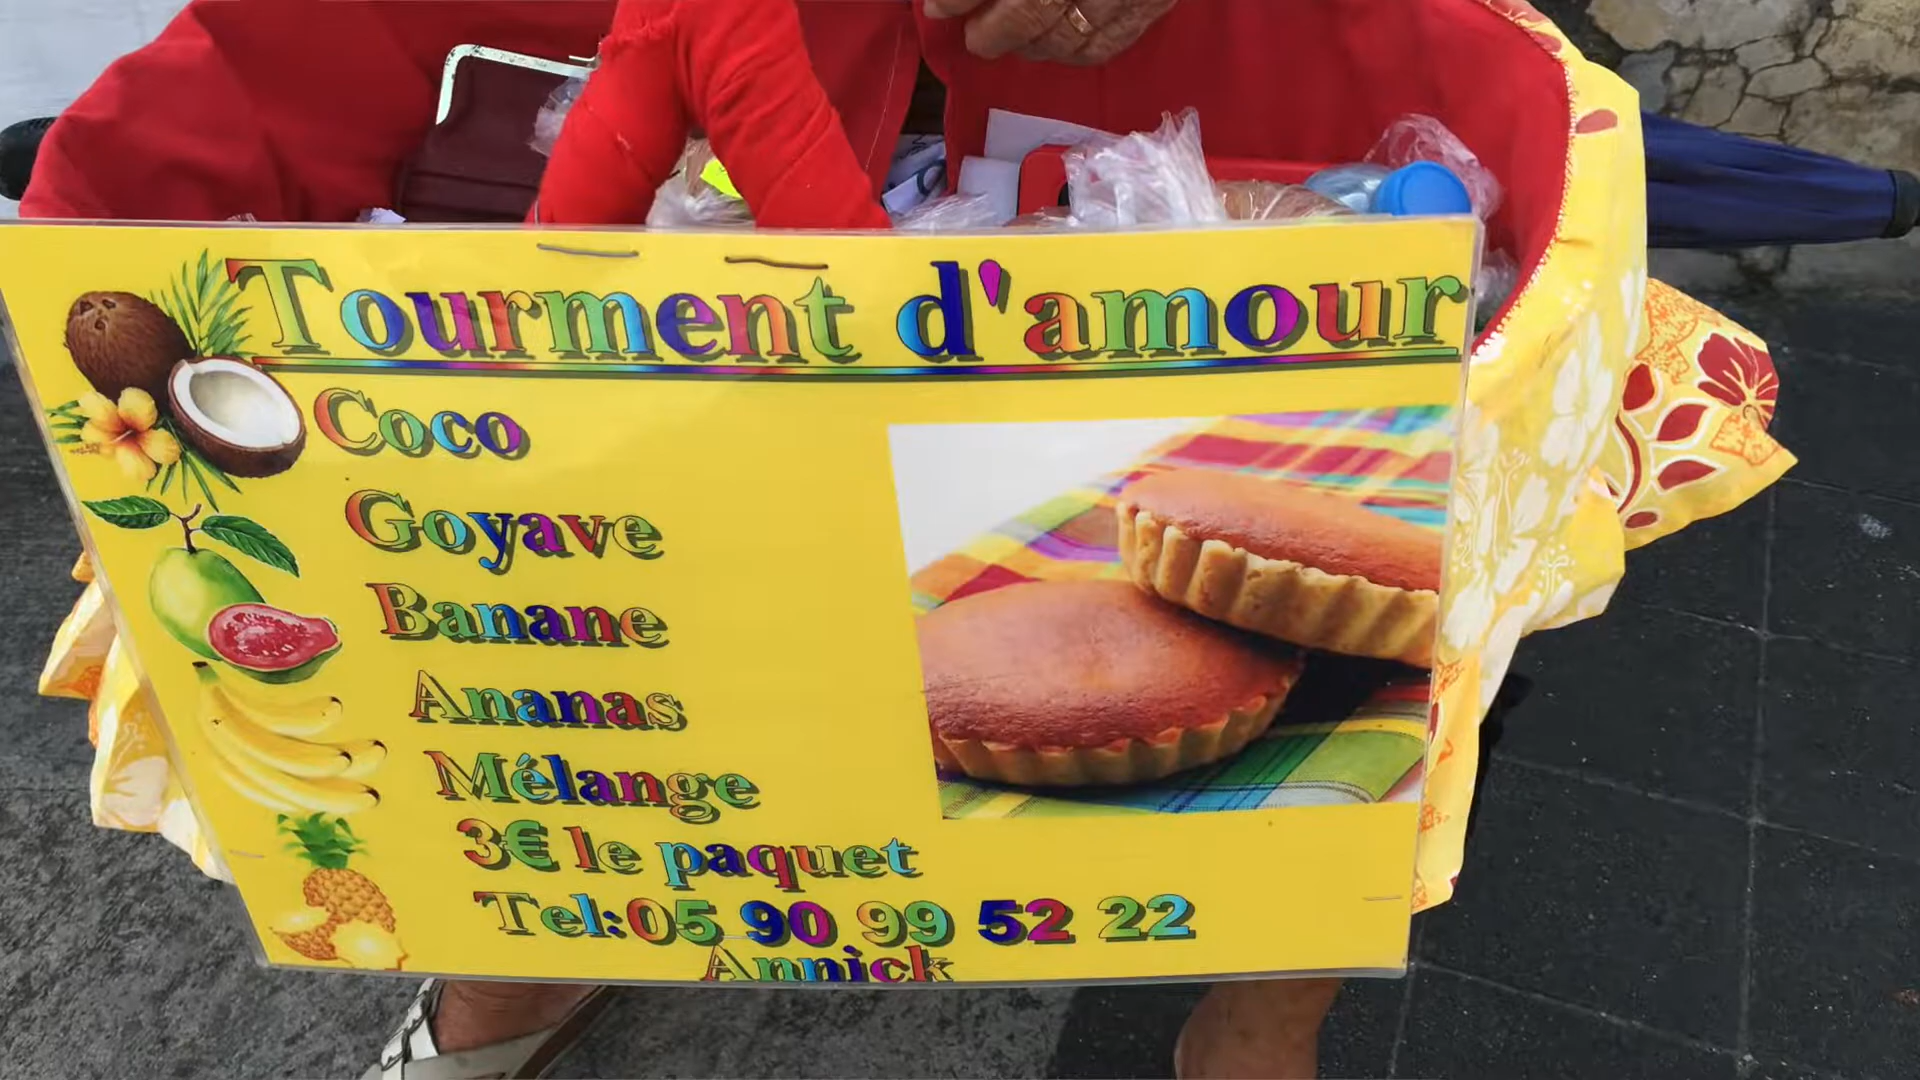 Tourment d'amour
Coco
Goyave
Banane
Ananas
Mélange
3€ le paquet
Tel:05 90 99 52 22
Annick